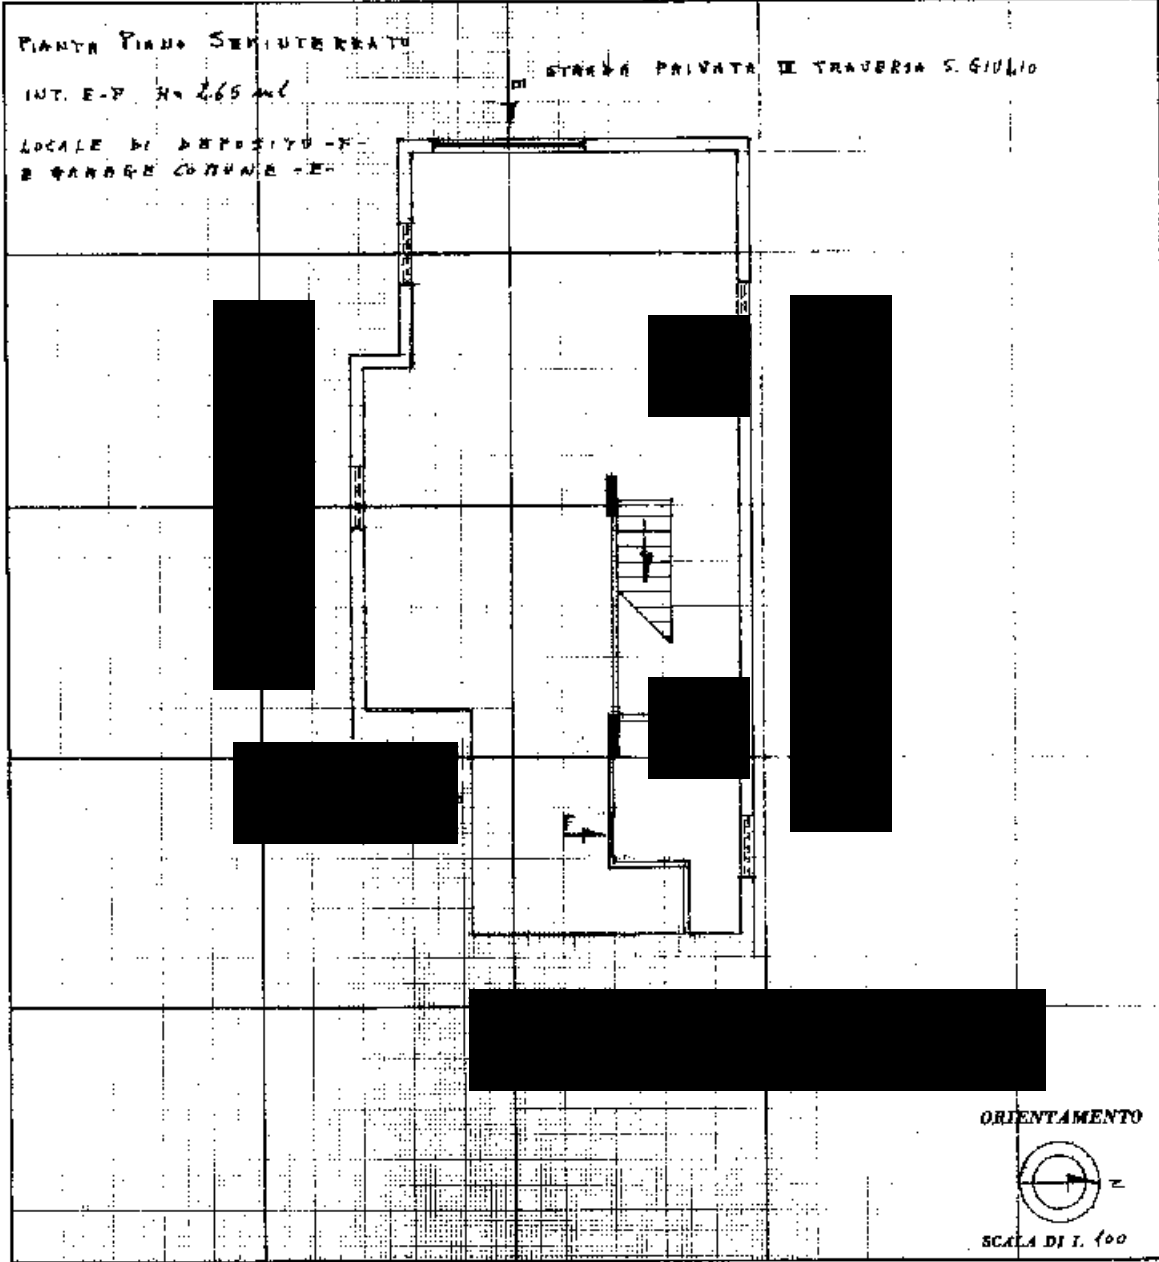 PIANTA PIANO SEMINTERRATO
STRADA PRIVATA III TRAVERSA S. GIULIO
INT. E-F H= 2.65 ml
LOCALE DI DEPOSITO -F-
E GARAGE COMUNE -E-
E
F
ORIENTAMENTO
N
SCALA DI 1: 100